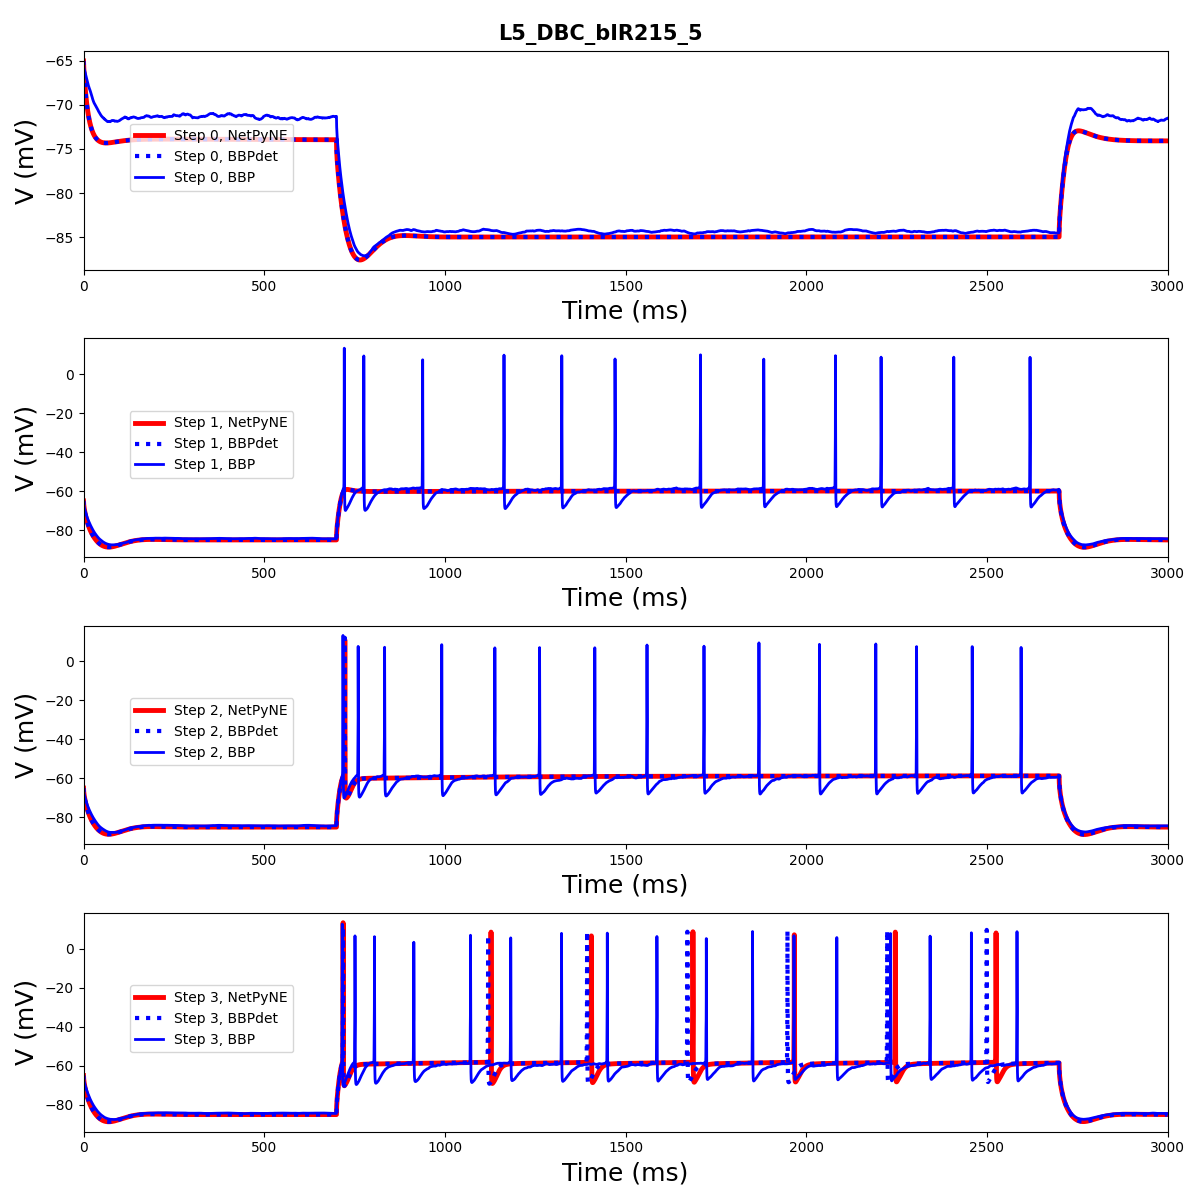 L5_DBC_bIR215_5
−65
−70
−75
−80
−85
V (mV)
Step 0, NetPyNE
Step 0, BBPdet
Step 0, BBP
0 500 1000 1500 2000 2500 3000
Time (ms)
0
−20
−40
−60
−80
V (mV)
Step 1, NetPyNE
Step 1, BBPdet
Step 1, BBP
0 500 1000 1500 2000 2500 3000
Time (ms)
0
−20
−40
−60
−80
V (mV)
Step 2, NetPyNE
Step 2, BBPdet
Step 2, BBP
0 500 1000 1500 2000 2500 3000
Time (ms)
0
−20
−40
−60
−80
V (mV)
Step 3, NetPyNE
Step 3, BBPdet
Step 3, BBP
0 500 1000 1500 2000 2500 3000
Time (ms)